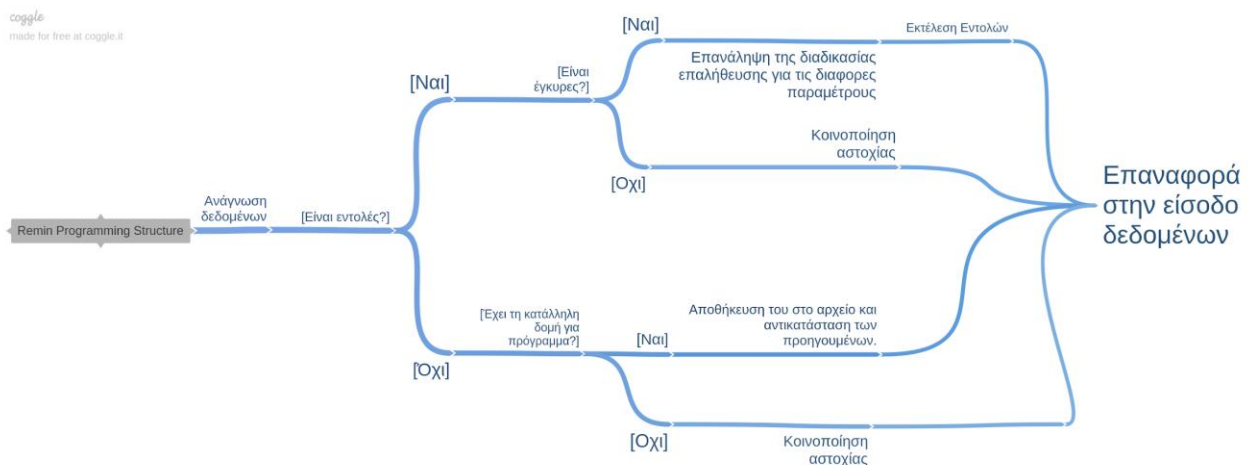 coggle
made for free at coggle.it
Remin Programming Structure
Ανάγνωση
δεδομένων
[Είναι εντολές?]
[Ναι]
[Είναι
έγκυρες?]
[Ναι]
Επανάληψη της διαδικασίας
επαλήθευσης για τις διαφορες
παραμέτρους
Εκτέλεση Εντολών
[Οχι]
Κοινοποίηση
αστοχίας
[Όχι]
[Έχει τη κατάλληλη
δομή για
πρόγραμμα?]
[Ναι]
Αποθήκευση του στο αρχείο και
αντικατάσταση των
προηγουμένων.
[Οχι]
Κοινοποίηση
αστοχίας
Επαναφορά
στην είσοδο
δεδομένων